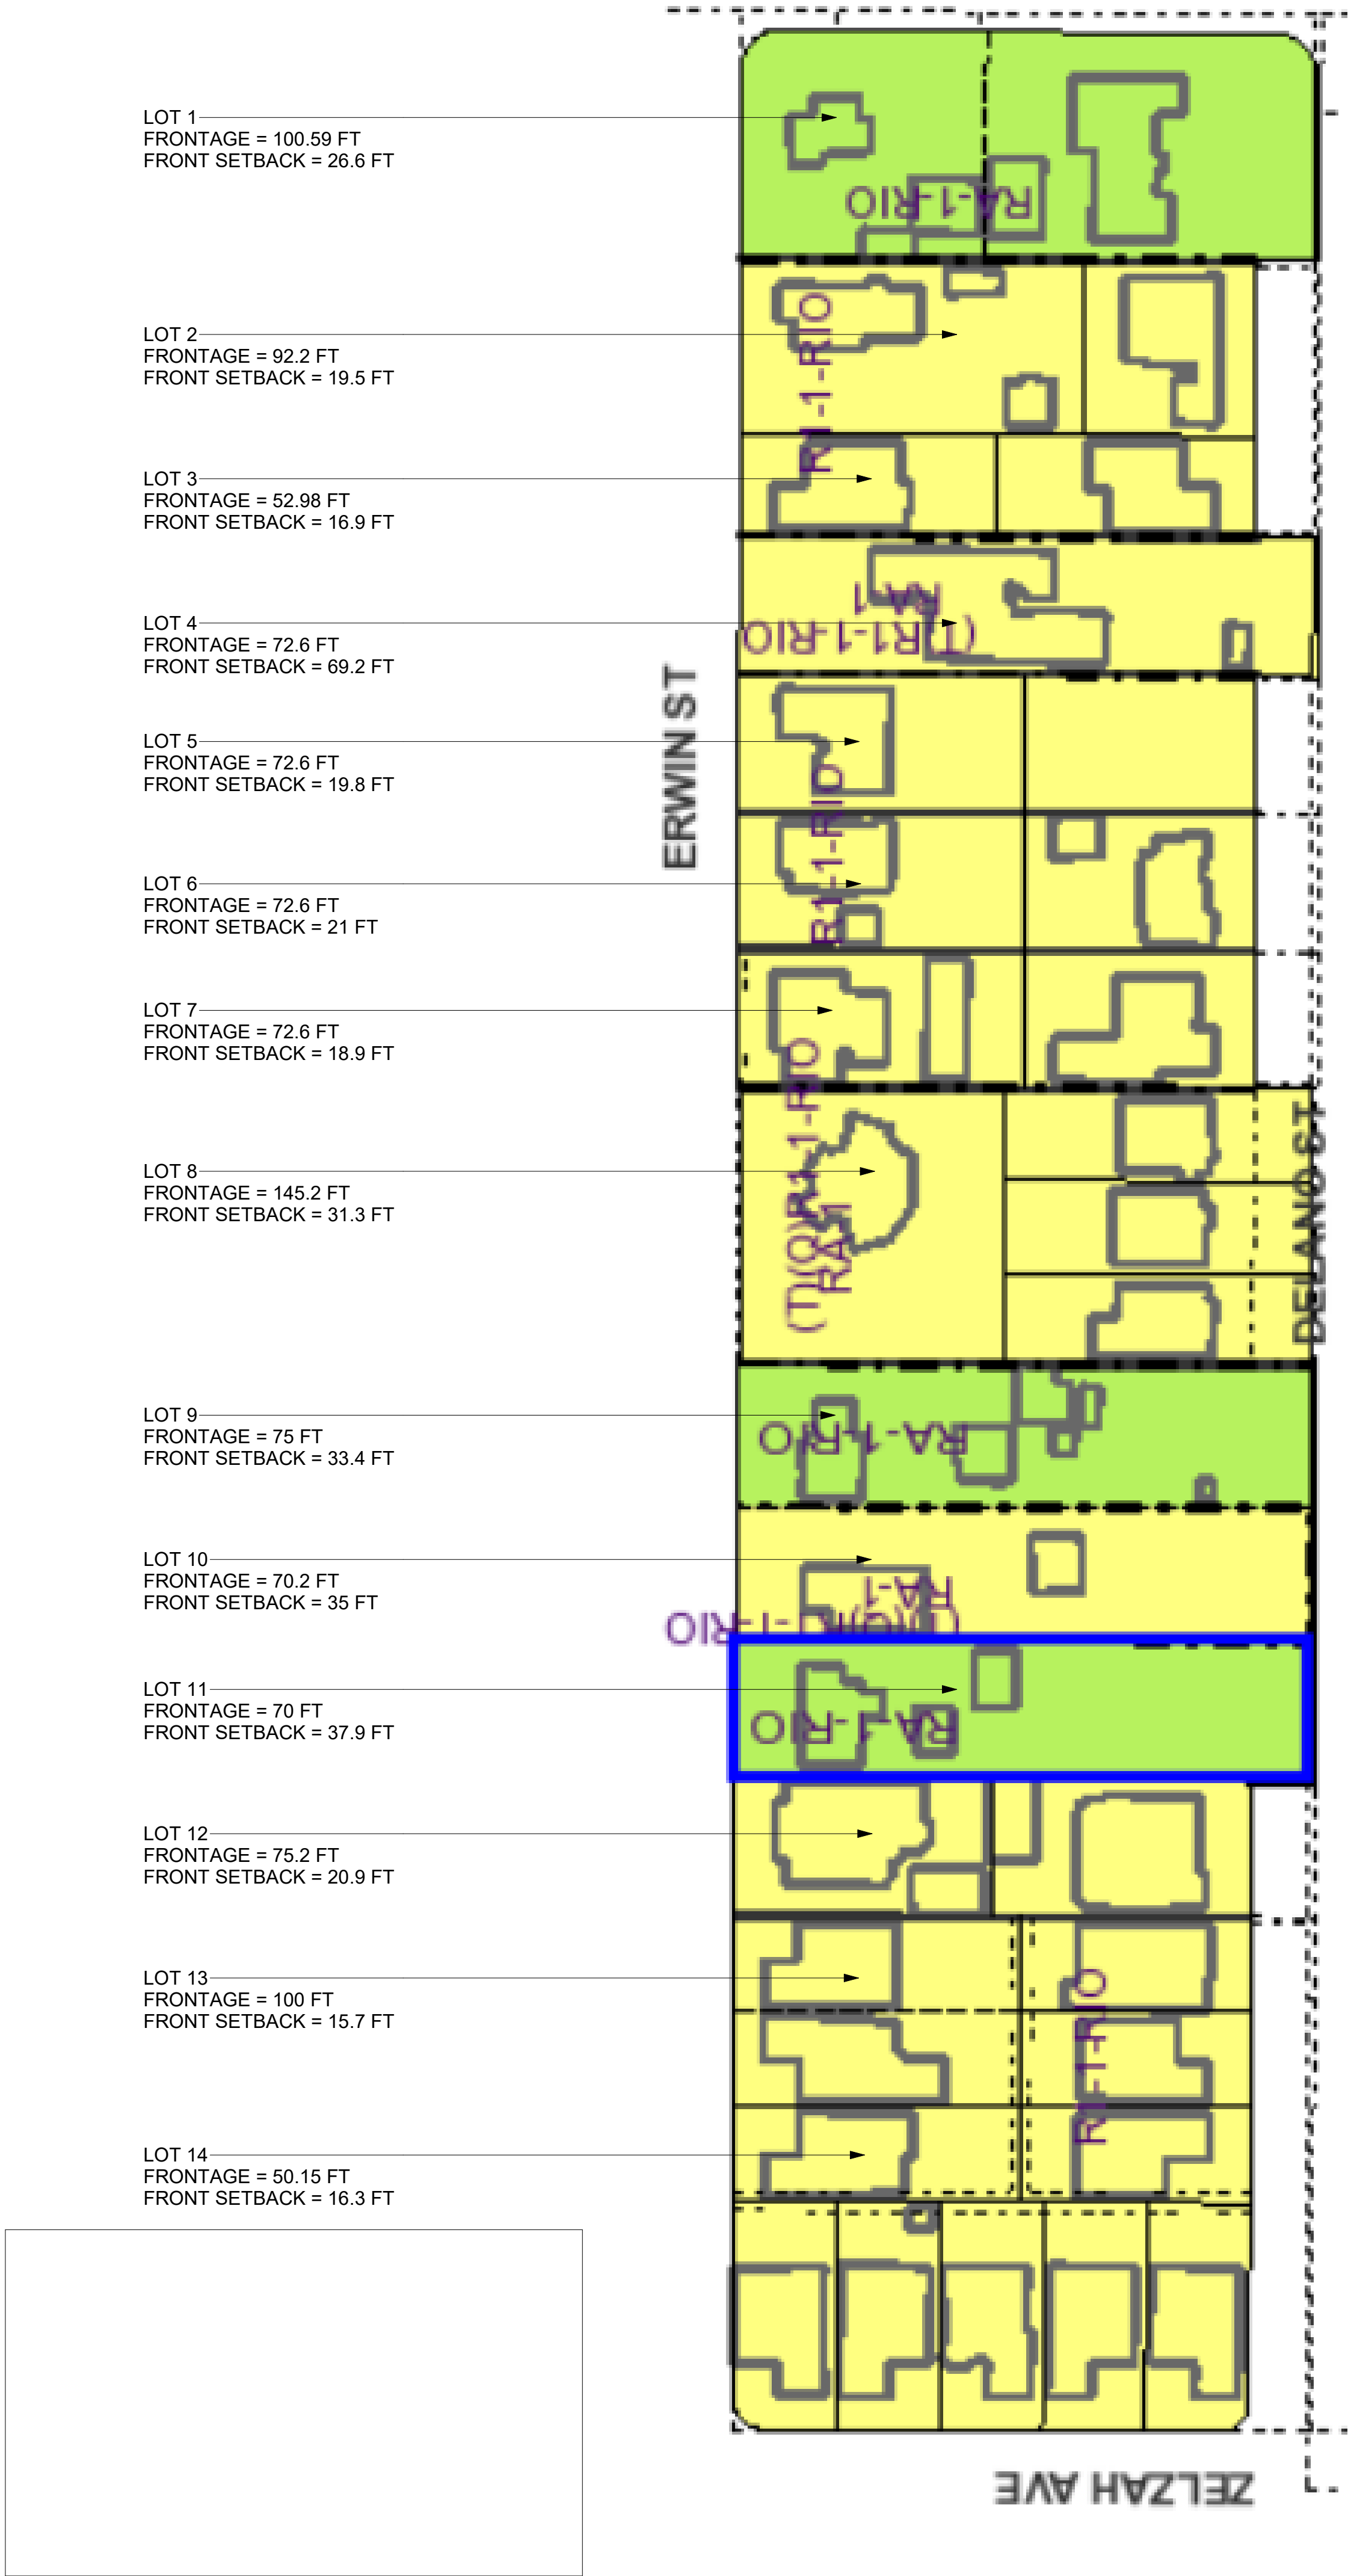 LOT 1
FRONTAGE = 100.59 FT
FRONT SETBACK = 26.6 FT
RA-1-RIO
LOT 2
FRONTAGE = 92.2 FT
FRONT SETBACK = 19.5 FT
R1-1-RIO
LOT 3
FRONTAGE = 52.98 FT
FRONT SETBACK = 16.9 FT
LOT 4
FRONTAGE = 72.6 FT
FRONT SETBACK = 69.2 FT
RA-1
(T)R1-1-RIO
ERWIN ST
LOT 5
FRONTAGE = 72.6 FT
FRONT SETBACK = 19.8 FT
R1-1-RIO
LOT 6
FRONTAGE = 72.6 FT
FRONT SETBACK = 21 FT
LOT 7
FRONTAGE = 72.6 FT
FRONT SETBACK = 18.9 FT
LOT 8
FRONTAGE = 145.2 FT
FRONT SETBACK = 31.3 FT
(T)(Q)R1-1-RIO
RA-1
DELANO ST
LOT 9
FRONTAGE = 75 FT
FRONT SETBACK = 33.4 FT
RA-1-RIO
LOT 10
FRONTAGE = 70.2 FT
FRONT SETBACK = 35 FT
RA-1
LOT 11
FRONTAGE = 70 FT
FRONT SETBACK = 37.9 FT
RA-1-RIO
LOT 12
FRONTAGE = 75.2 FT
FRONT SETBACK = 20.9 FT
LOT 13
FRONTAGE = 100 FT
FRONT SETBACK = 15.7 FT
R1-1-RIO
LOT 14
FRONTAGE = 50.15 FT
FRONT SETBACK = 16.3 FT
ZELZAH AVE